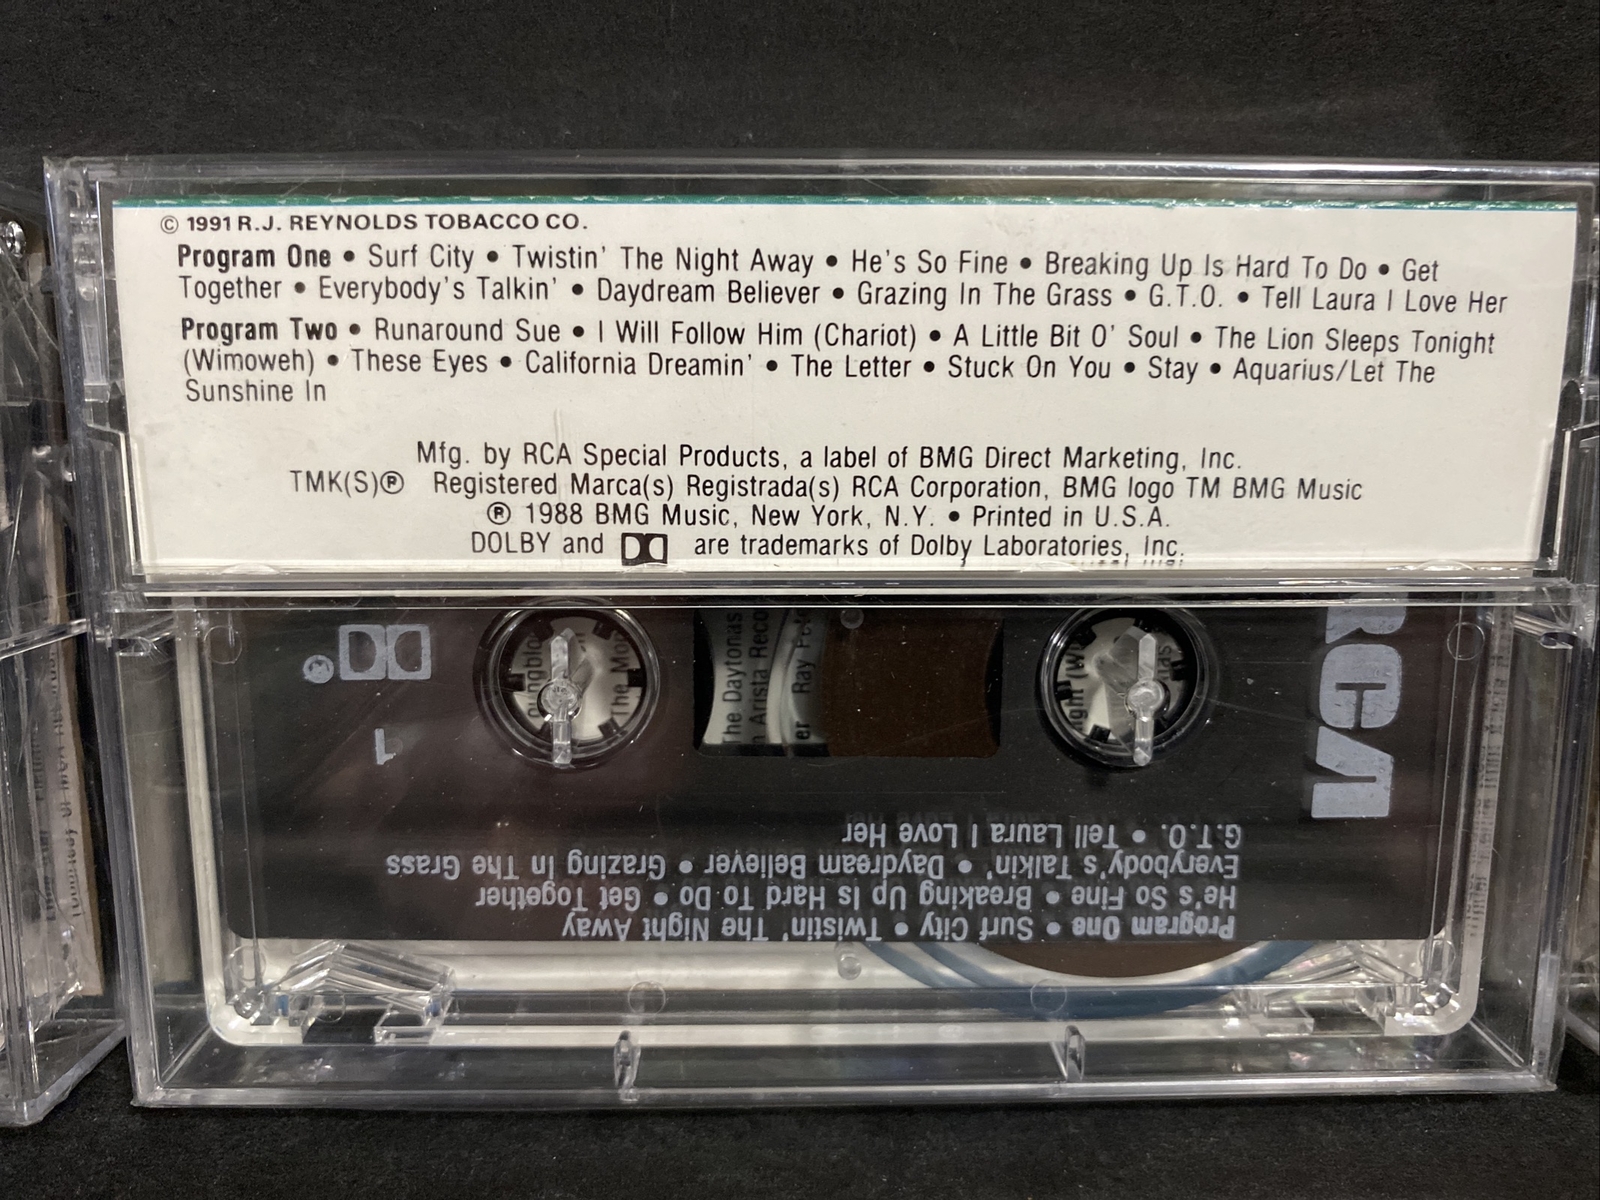 © 1991 R.J. REYNOLDS TOBACCO CO.
Program One • Surf City • Twistin' The Night Away • He's So Fine • Breaking Up Is Hard To Do • Get
Together • Everybody's Talkin' • Daydream Believer • Grazing In The Grass • G.T.O. • Tell Laura I Love Her
Program Two • Runaround Sue • I Will Follow Him (Chariot) • A Little Bit O' Soul • The Lion Sleeps Tonight
(Wimoweh) • These Eyes • California Dreamin' • The Letter • Stuck On You • Stay • Aquarius/Let The
Sunshine In
Mfg. by RCA Special Products, a label of BMG Direct Marketing, Inc.
TMK(S)® Registered Marca(s) Registrada(s) RCA Corporation, BMG logo TM BMG Music
℗ 1988 BMG Music, New York, N.Y. • Printed in U.S.A.
DOLBY and are trademarks of Dolby Laboratories, Inc.
RCA
1
The Daytonas
Arista
Ray
The
Program One • Surf City • Twistin' The Night Away
He's So Fine • Breaking Up Is Hard To Do • Get Together
Everybody's Talkin' • Daydream Believer • Grazing In The Grass
G.T.O. • Tell Laura I Love Her